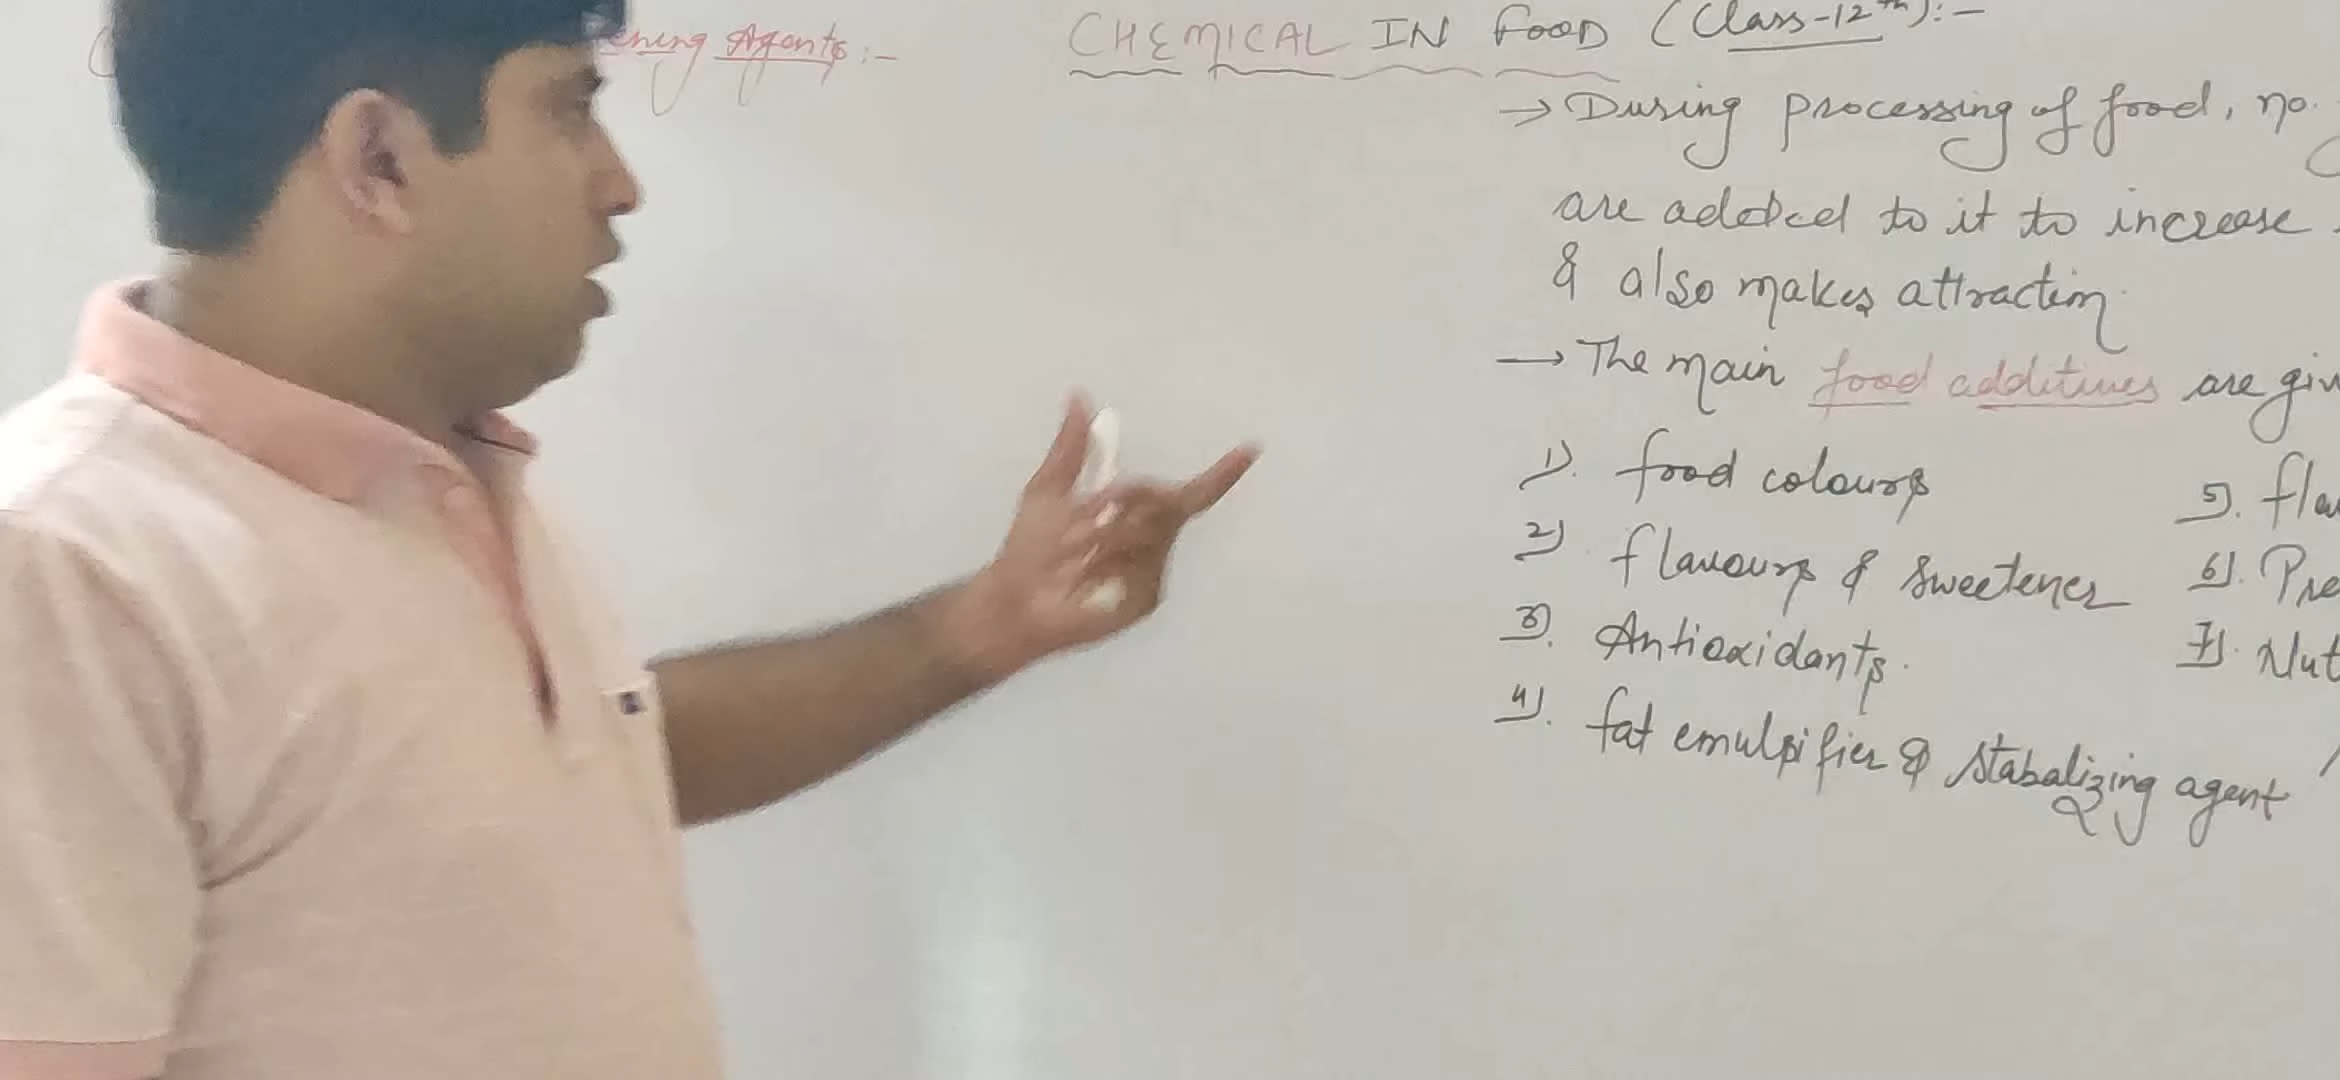 ening Agents:-
CHEMICAL IN FOOD (Class-12th):-
→ During processing of food, no.
are added to it to increase
& also makes attraction.
→ The main food additives are giv
1). food colours
2). flavours & sweetener
3). Antioxidants.
4). fat emulsifier & stabalizing agent
5). fla
6). Pre
7). Nut